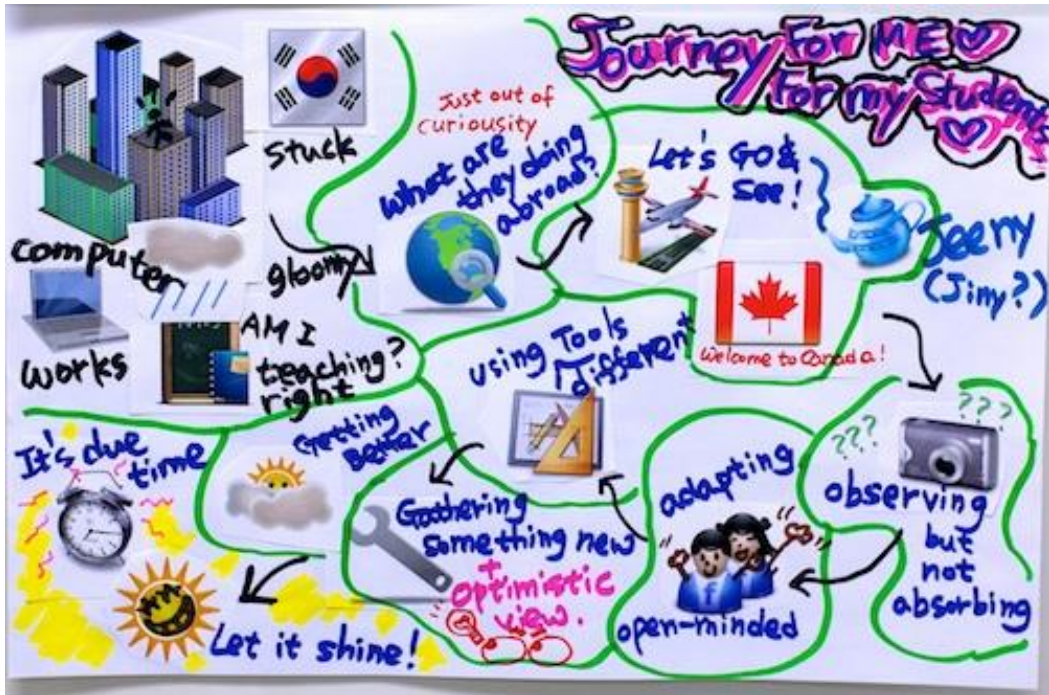 Journey For ME
For my Students
stuck
computer
gloomy
works
AM I
teaching?
right
Just out of
curiousity
What are
they doing
abroad?
Let's GO &
see!
Jeeny
(Jiny?)
Welcome to Canada!
???
???
observing
but
not
absorbing
adapting
open-minded
using Tools
different
Gathering
something new
+
optimistic
view.
Getting
Better
It's due
time
Let it shine!